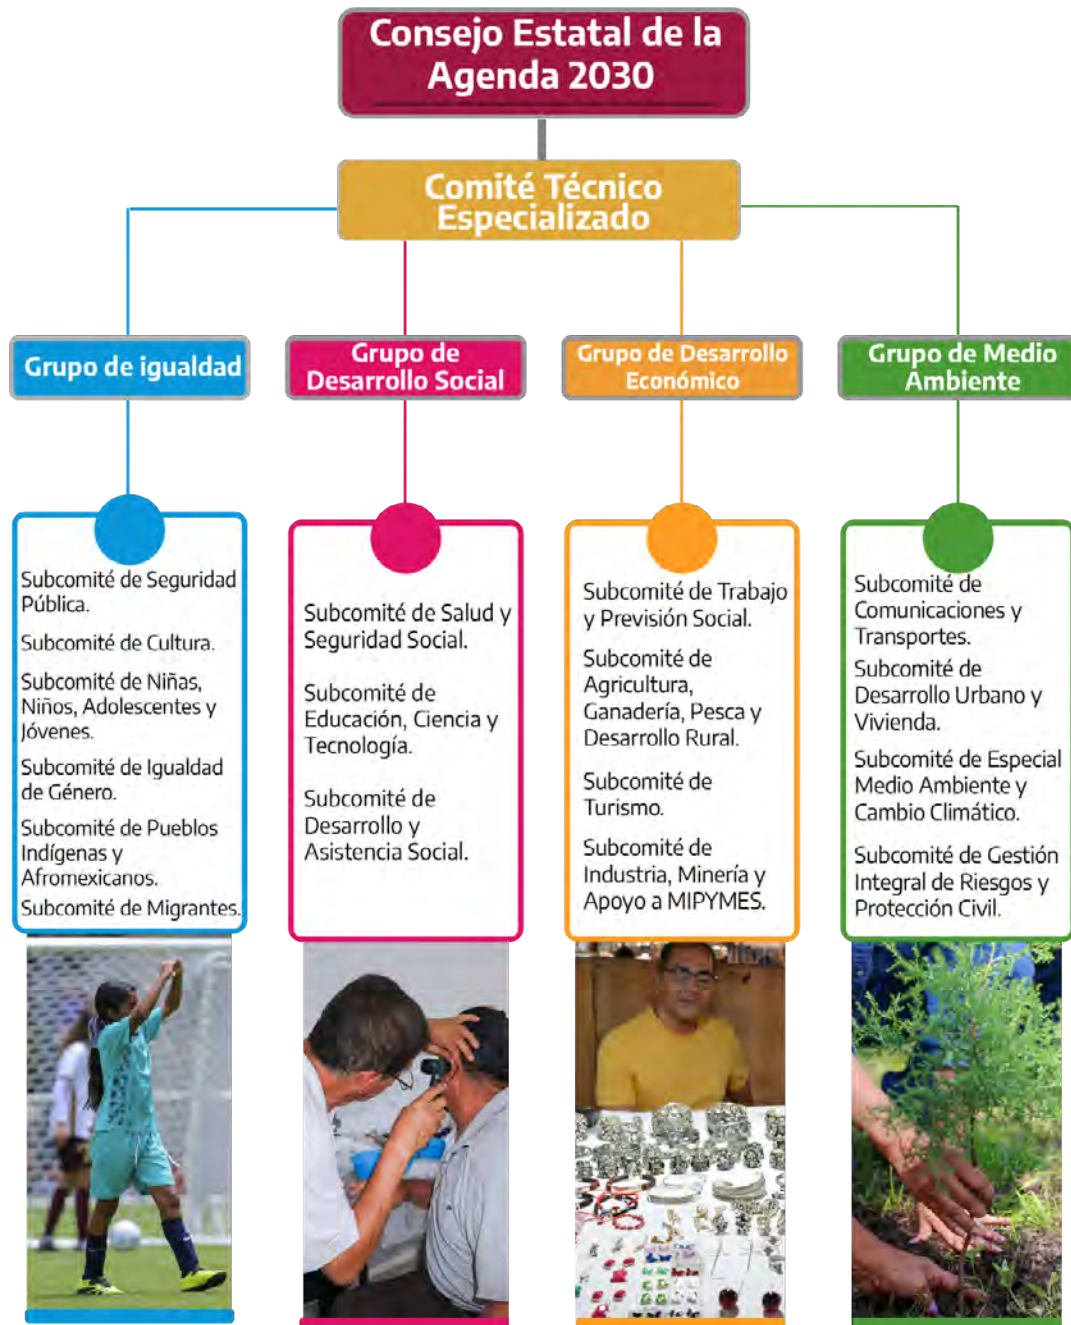 Consejo Estatal de la
Agenda 2030
Comité Técnico
Especializado
Grupo de igualdad
Grupo de
Desarrollo Social
Grupo de Desarrollo
Económico
Grupo de Medio
Ambiente
Subcomité de Seguridad
Pública.
Subcomité de Cultura.
Subcomité de Niñas,
Niños, Adolescentes y
Jóvenes.
Subcomité de Igualdad
de Género.
Subcomité de Pueblos
Indígenas y
Afromexicanos.
Subcomité de Migrantes.
Subcomité de Salud y
Seguridad Social.
Subcomité de
Educación, Ciencia y
Tecnología.
Subcomité de
Desarrollo y
Asistencia Social.
Subcomité de Trabajo
y Previsión Social.
Subcomité de
Agricultura,
Ganadería, Pesca y
Desarrollo Rural.
Subcomité de
Turismo.
Subcomité de
Industria, Minería y
Apoyo a MIPYMES.
Subcomité de
Comunicaciones y
Transportes.
Subcomité de
Desarrollo Urbano y
Vivienda.
Subcomité de Especial
Medio Ambiente y
Cambio Climático.
Subcomité de Gestión
Integral de Riesgos y
Protección Civil.